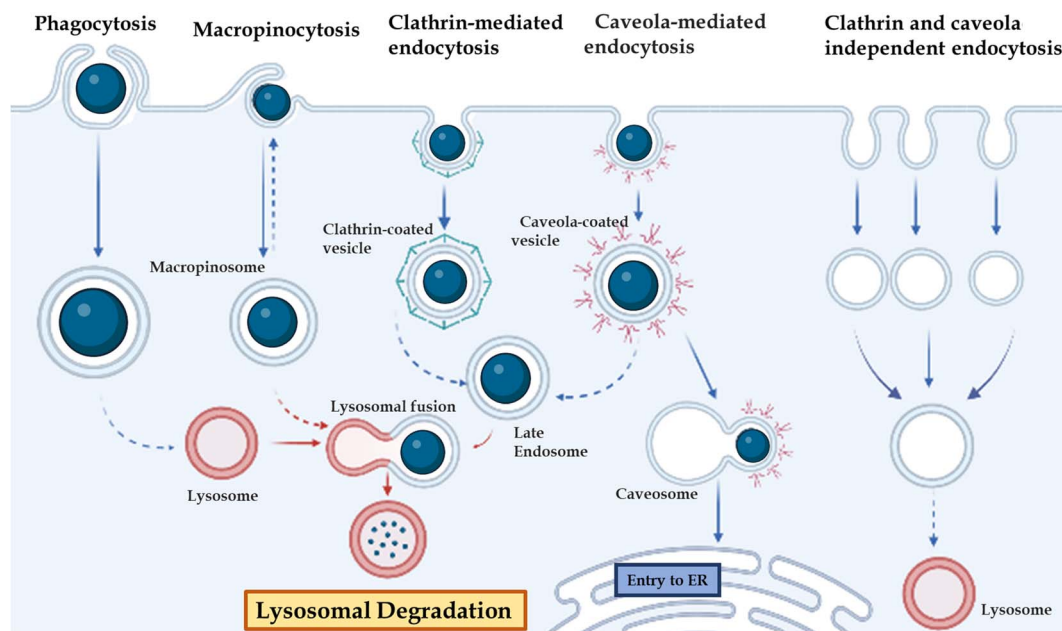 Phagocytosis
Macropinocytosis
Clathrin-mediated
endocytosis
Caveola-mediated
endocytosis
Clathrin and caveola
independent endocytosis
Clathrin-coated
vesicle
Caveola-coated
vesicle
Macropinosome
Lysosomal fusion
Late
Endosome
Lysosome
Caveosome
Entry to ER
Lysosomal Degradation
Lysosome